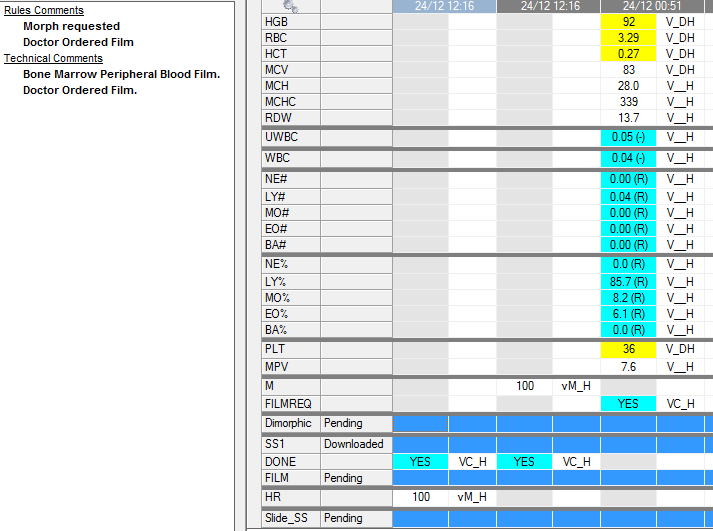 Rules Comments
Morph requested
Doctor Ordered Film
Technical Comments
Bone Marrow Peripheral Blood Film.
Doctor Ordered Film.
24/12 12:16 24/12 12:16 24/12 00:51
HGB 92 V_DH
RBC 3.29 V_DH
HCT 0.27 V_DH
MCV 83 V_DH
MCH 28.0 V__H
MCHC 339 V__H
RDW 13.7 V__H
UWBC 0.05 (-) V__H
WBC 0.04 (-) V__H
NE# 0.00 (R) V__H
LY# 0.04 (R) V__H
MO# 0.00 (R) V__H
EO# 0.00 (R) V__H
BA# 0.00 (R) V__H
NE% 0.0 (R) V__H
LY% 85.7 (R) V__H
MO% 8.2 (R) V__H
EO% 6.1 (R) V__H
BA% 0.0 (R) V__H
PLT 36 V_DH
MPV 7.6 V__H
M 100 vM_H
FILMREQ YES VC_H
Dimorphic Pending
SS1 Downloaded
DONE YES VC_H YES VC_H
FILM Pending
HR 100 vM_H
Slide_SS Pending